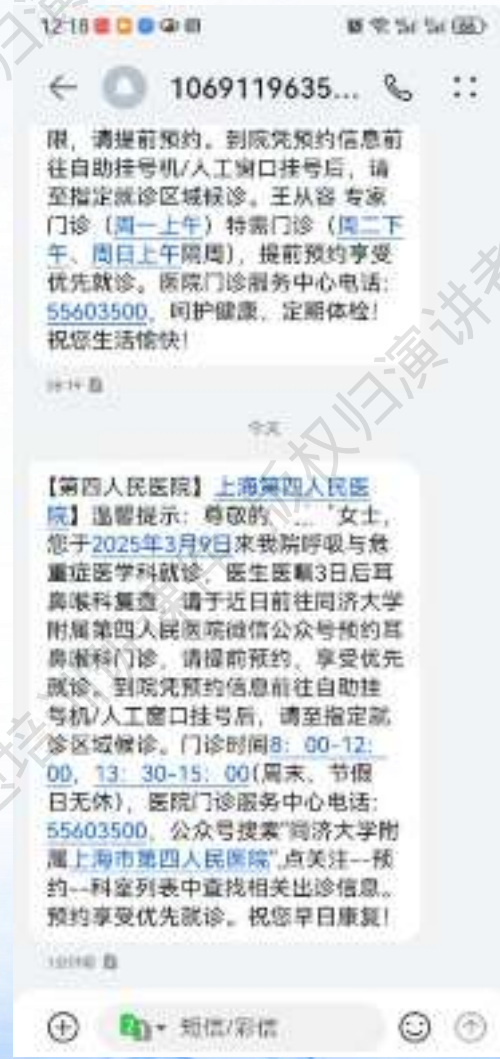 12:18
1069119635...
限，请提前预约。到院凭预约信息前
往自助挂号机/人工窗口挂号后，请
至指定就诊区域候诊。王从容 专家
门诊（周一上午）特需门诊（周二下
午、周日上午隔周），提前预约享受
优先就诊。医院门诊服务中心电话：
55603500，呵护健康，定期体检！
祝您生活愉快！
今天
【第四人民医院】上海第四人民医
院】温馨提示：尊敬的 女士，
您于2025年3月9日来我院呼吸与危
重症医学科就诊，医生医嘱3日后耳
鼻喉科复查，请于近日前往同济大学
附属第四人民医院微信公众号预约耳
鼻喉科门诊，请提前预约，享受优先
就诊。到院凭预约信息前往自助挂
号机/人工窗口挂号后，请至指定就
诊区域候诊。门诊时间8：00-12：
00，13：30-15：00(周末、节假
日无休)，医院门诊服务中心电话：
55603500，公众号搜索"同济大学附
属上海市第四人民医院",点关注--预
约--科室列表中查找相关出诊信息。
预约享受优先就诊。祝您早日康复！
短信/彩信